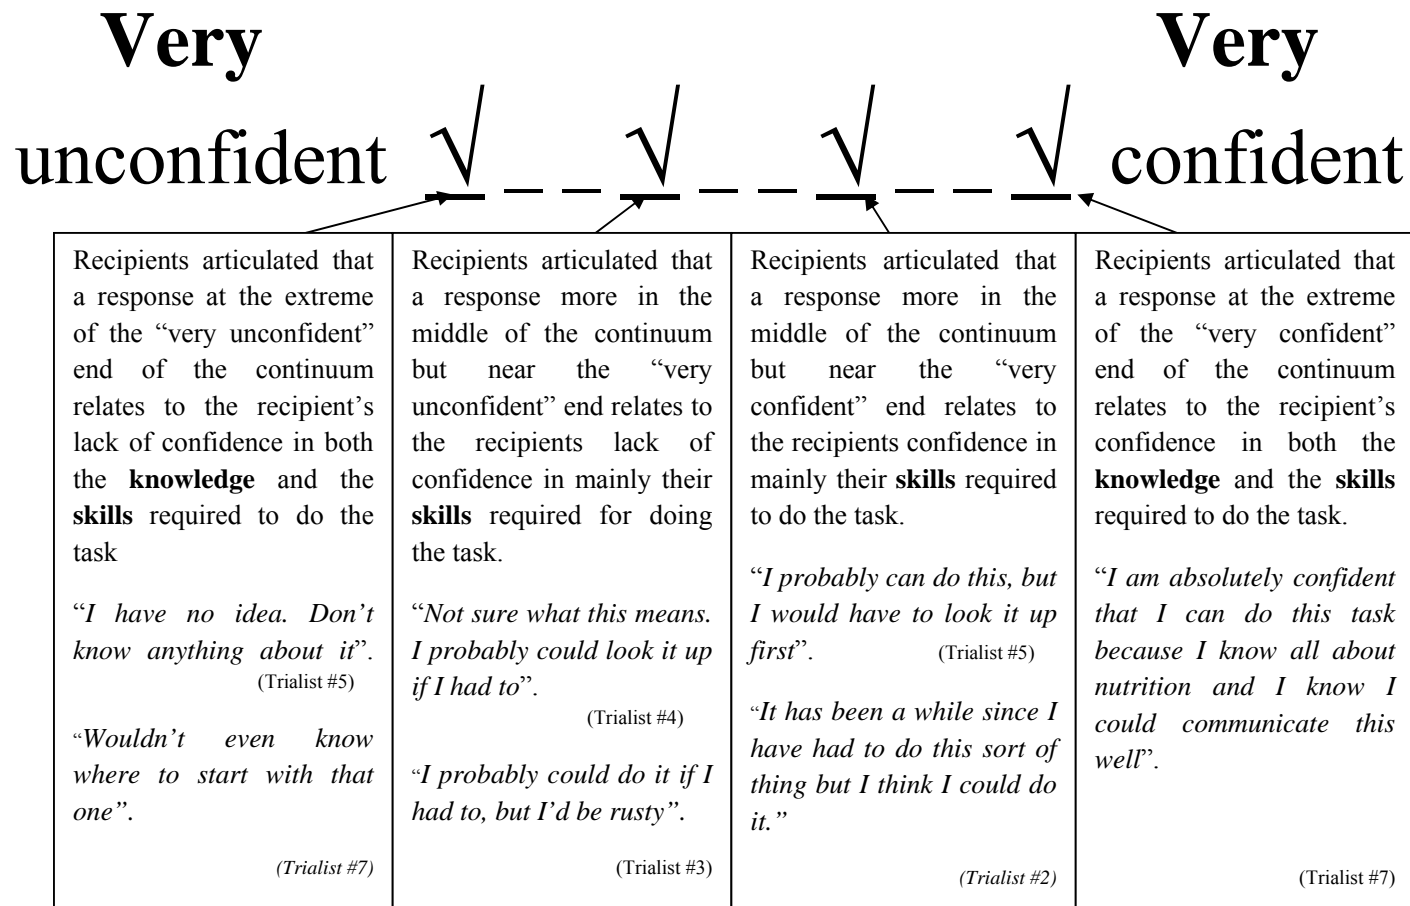 Very
unconfident
√ √ √ √
Very
confident
Recipients articulated that
a response at the extreme
of the “very unconfident”
end of the continuum
relates to the recipient’s
lack of confidence in both
the knowledge and the
skills required to do the
task
“I have no idea. Don’t
know anything about it”.
(Trialist #5)
“Wouldn’t even know
where to start with that
one”.
(Trialist #7)
Recipients articulated that
a response more in the
middle of the continuum
but near the “very
unconfident” end relates to
the recipients lack of
confidence in mainly their
skills required for doing
the task.
“Not sure what this means.
I probably could look it up
if I had to”.
(Trialist #4)
“I probably could do it if I
had to, but I’d be rusty”.
(Trialist #3)
Recipients articulated that
a response more in the
middle of the continuum
but near the “very
confident” end relates to
the recipients confidence in
mainly their skills required
to do the task.
“I probably can do this, but
I would have to look it up
first”. (Trialist #5)
“It has been a while since I
have had to do this sort of
thing but I think I could do
it.”
(Trialist #2)
Recipients articulated that
a response at the extreme
of the “very confident”
end of the continuum
relates to the recipient’s
confidence in both the
knowledge and the skills
required to do the task.
“I am absolutely confident
that I can do this task
because I know all about
nutrition and I know I
could communicate this
well”.
(Trialist #7)